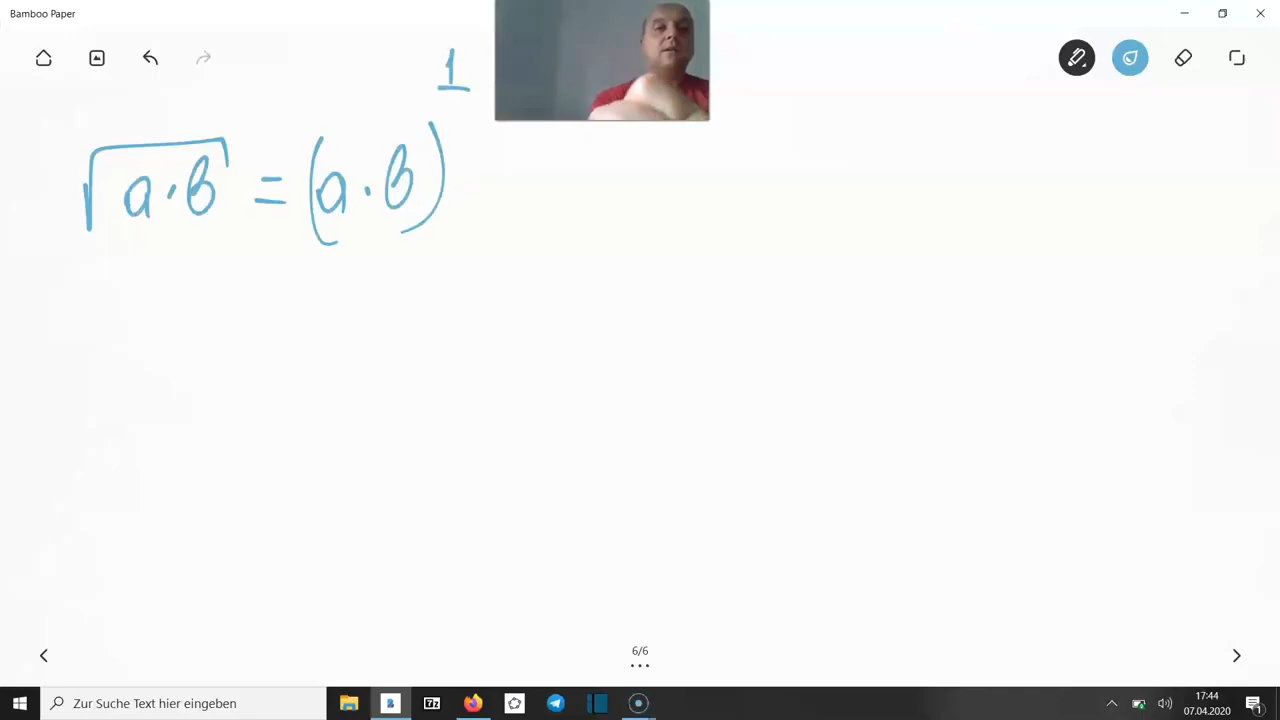 Bamboo Paper
1
√a·b = (a·b)
6/6
Zur Suche Text hier eingeben
17:44
07.04.2020